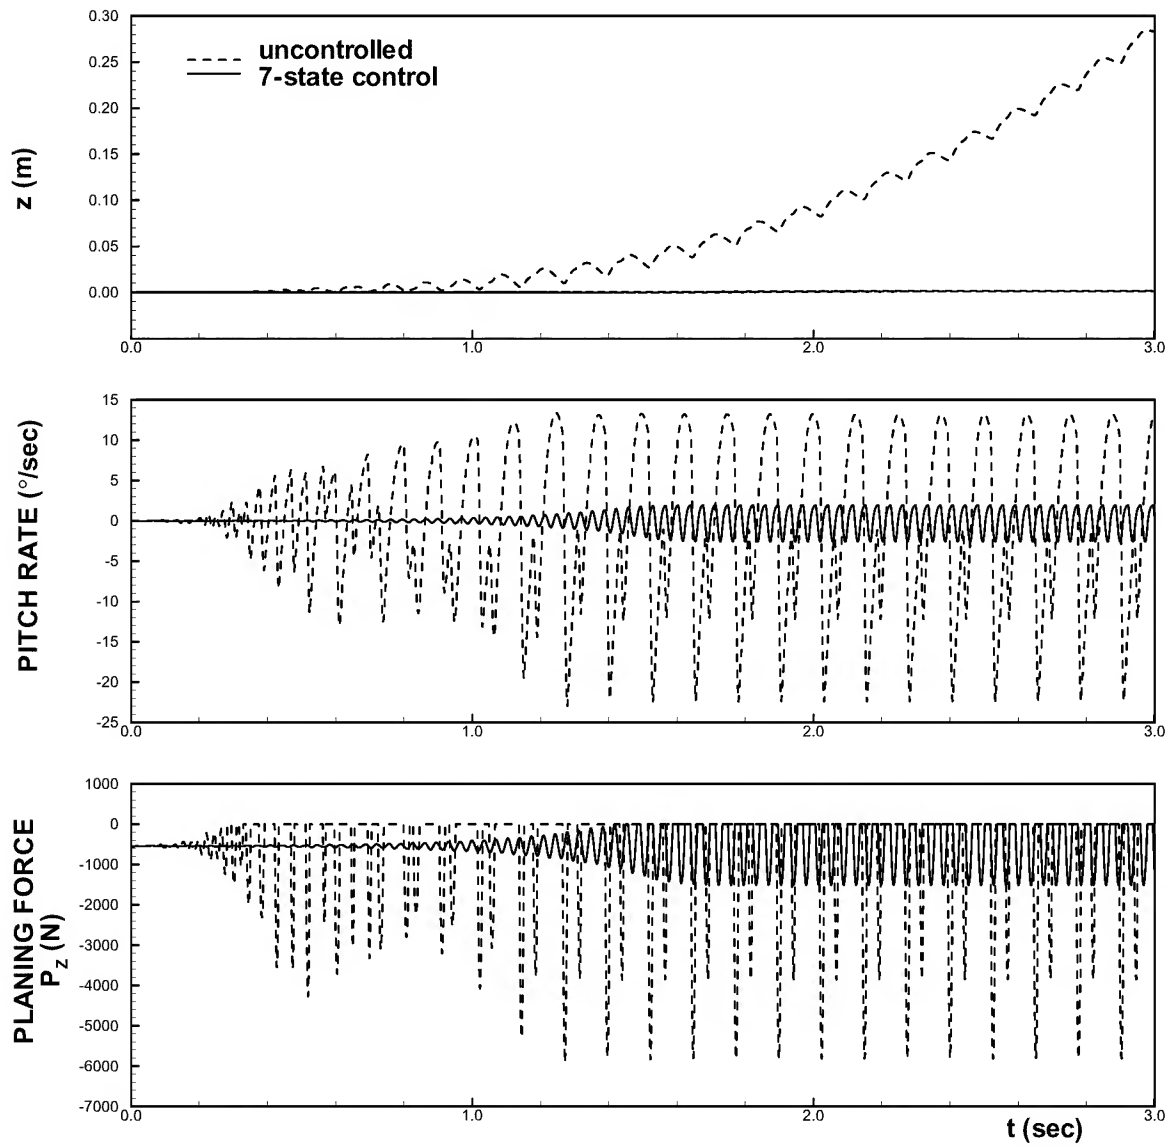 0.30
uncontrolled
7-state control
0.25
0.20
0.15
z (m)
0.10
0.05
0.00
0.0 1.0 2.0 3.0
15
10
5
0
-5
-10
-15
-20
-25
PITCH RATE (°/sec)
0.0 1.0 2.0 3.0
1000
0
-1000
-2000
-3000
-4000
-5000
-6000
-7000
PLANING FORCE
P_Z (N)
0.0 1.0 2.0 3.0
t (sec)